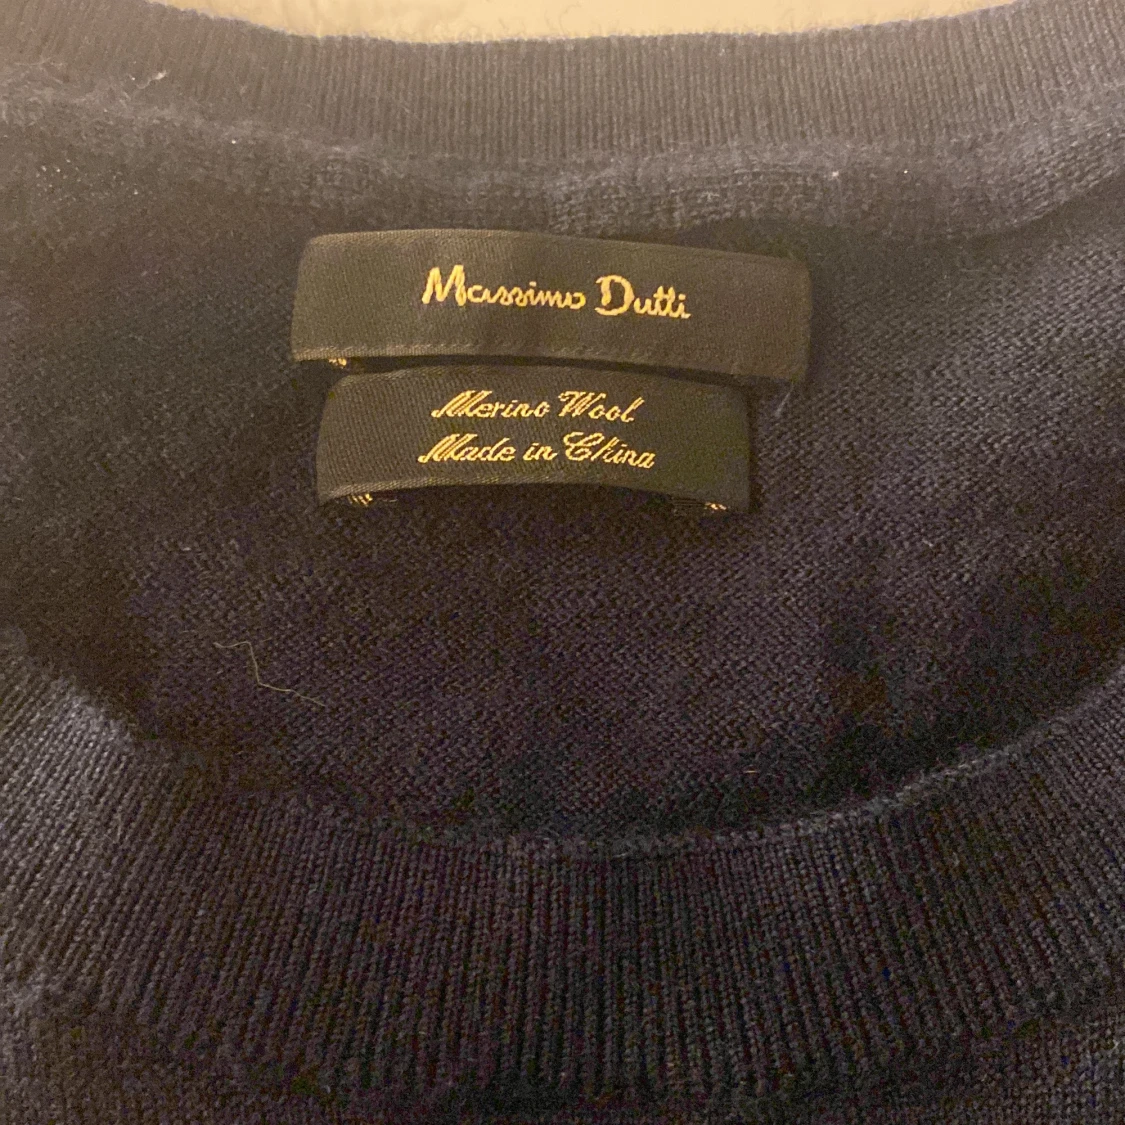 Massimo Dutti
Merino Wool
Made in China